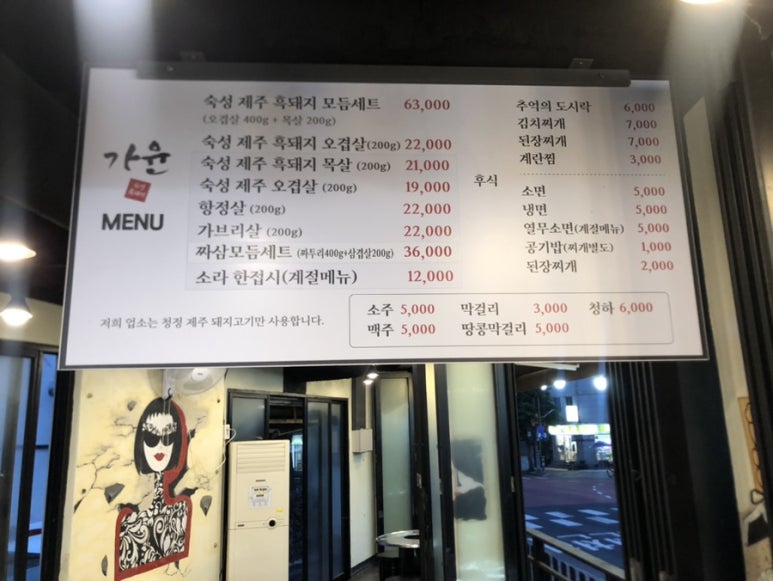 가윤
MENU
숙성 제주 흑돼지 모듬세트 63,000
(오겹살 400g + 목살 200g)
숙성 제주 흑돼지 오겹살(200g) 22,000
숙성 제주 흑돼지 목살 (200g) 21,000
숙성 제주 오겹살 (200g) 19,000
항정살 (200g) 22,000
가브리살 (200g) 22,000
짜삼모듬세트 (짜투리400g+삼겹살200g) 36,000
소라 한접시(계절메뉴) 12,000
추억의 도시락 6,000
김치찌개 7,000
된장찌개 7,000
계란찜 3,000
후식
소면 5,000
냉면 5,000
열무소면(계절메뉴) 5,000
공기밥(찌개별도) 1,000
된장찌개 2,000
소주 5,000 막걸리 3,000 청하 6,000
맥주 5,000 땅콩막걸리 5,000
저희 업소는 청정 제주 돼지고기만 사용합니다.